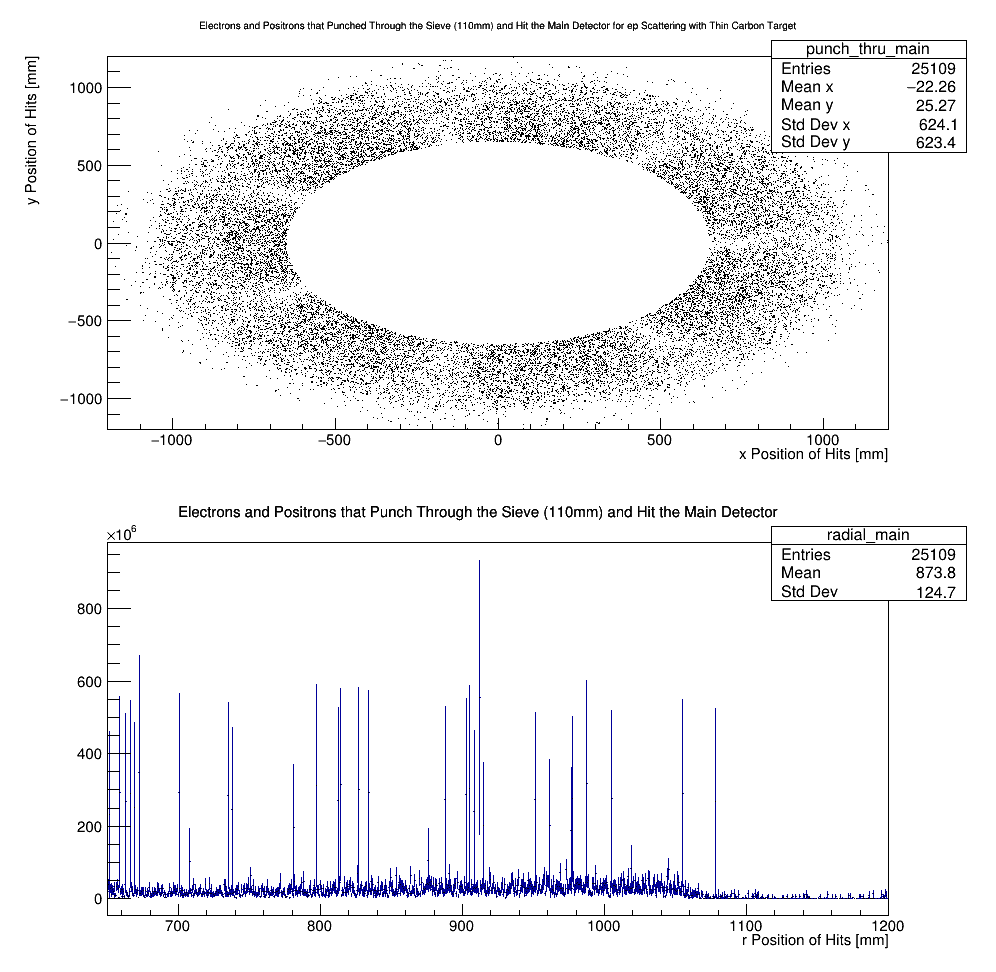 Electrons and Positrons that Punched Through the Sieve (110mm) and Hit the Main Detector for ep Scattering with Thin Carbon Target
y Position of Hits [mm]
punch_thru_main
Entries 25109
Mean x −22.26
Mean y 25.27
Std Dev x 624.1
Std Dev y 623.4
1000
500
0
−500
−1000
−1000 −500 0 500 1000
x Position of Hits [mm]
Electrons and Positrons that Punch Through the Sieve (110mm) and Hit the Main Detector
×10⁶
radial_main
Entries 25109
Mean 873.8
Std Dev 124.7
800
600
400
200
0
700 800 900 1000 1100 1200
r Position of Hits [mm]